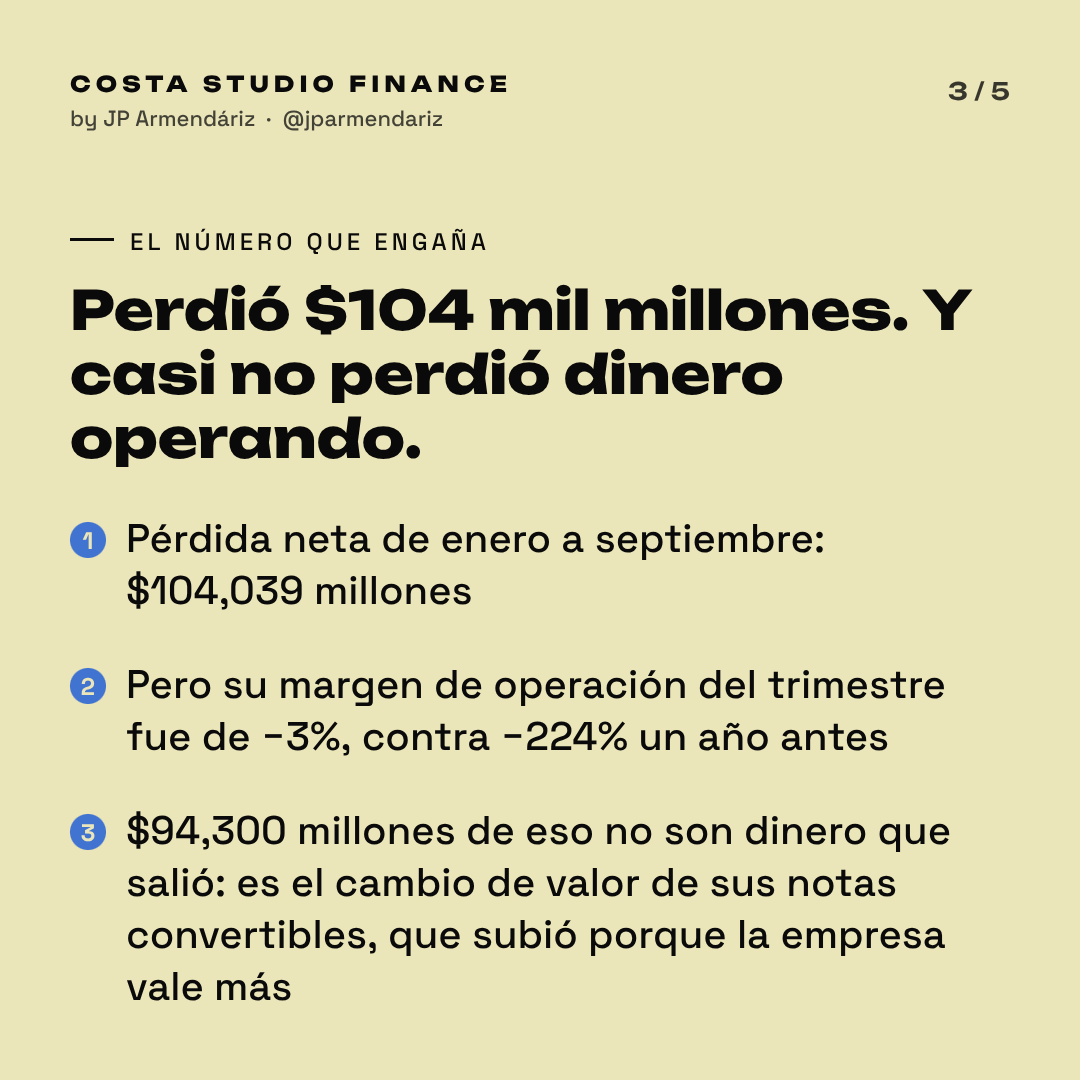 COSTA STUDIO FINANCE
by JP Armendáriz · @jparmendariz
3 / 5
EL NÚMERO QUE ENGAÑA
Perdió $104 mil millones. Y
casi no perdió dinero
operando.
1 Pérdida neta de enero a septiembre:
$104,039 millones
2 Pero su margen de operación del trimestre
fue de −3%, contra −224% un año antes
3 $94,300 millones de eso no son dinero que
salió: es el cambio de valor de sus notas
convertibles, que subió porque la empresa
vale más